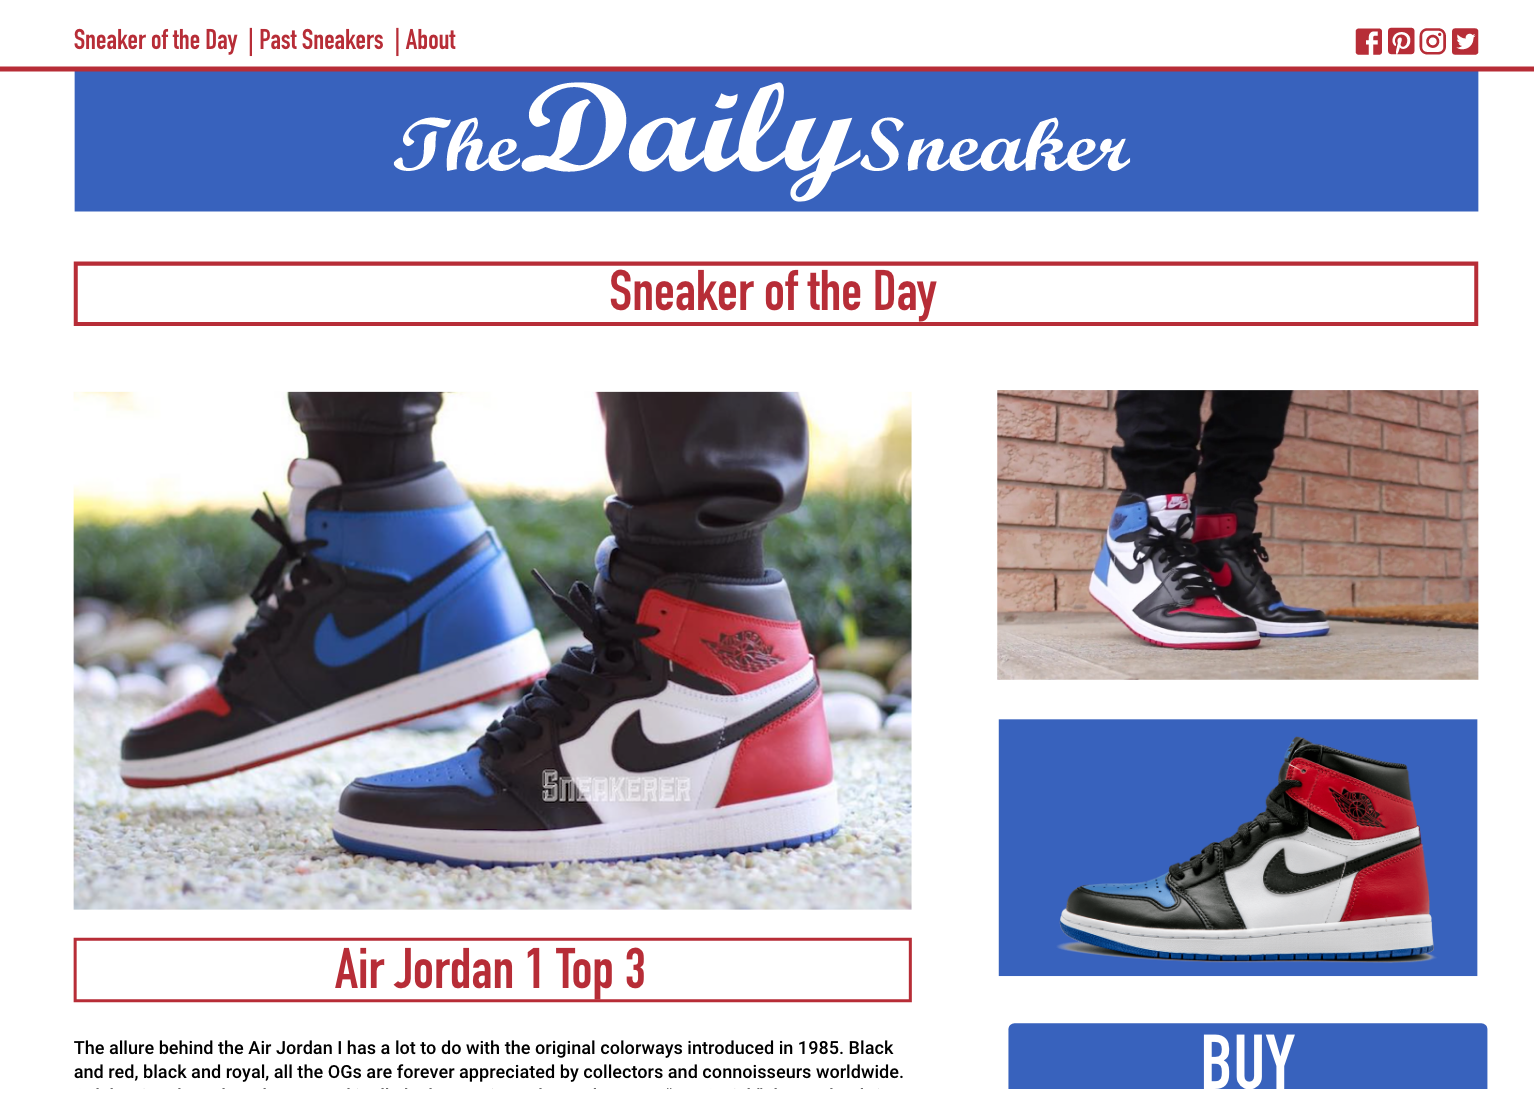 Sneaker of the Day | Past Sneakers | About
The Daily Sneaker
Sneaker of the Day
SNEAKERER
Air Jordan 1 Top 3
The allure behind the Air Jordan I has a lot to do with the original colorways introduced in 1985. Black
and red, black and royal, all the OGs are forever appreciated by collectors and connoisseurs worldwide.
BUY